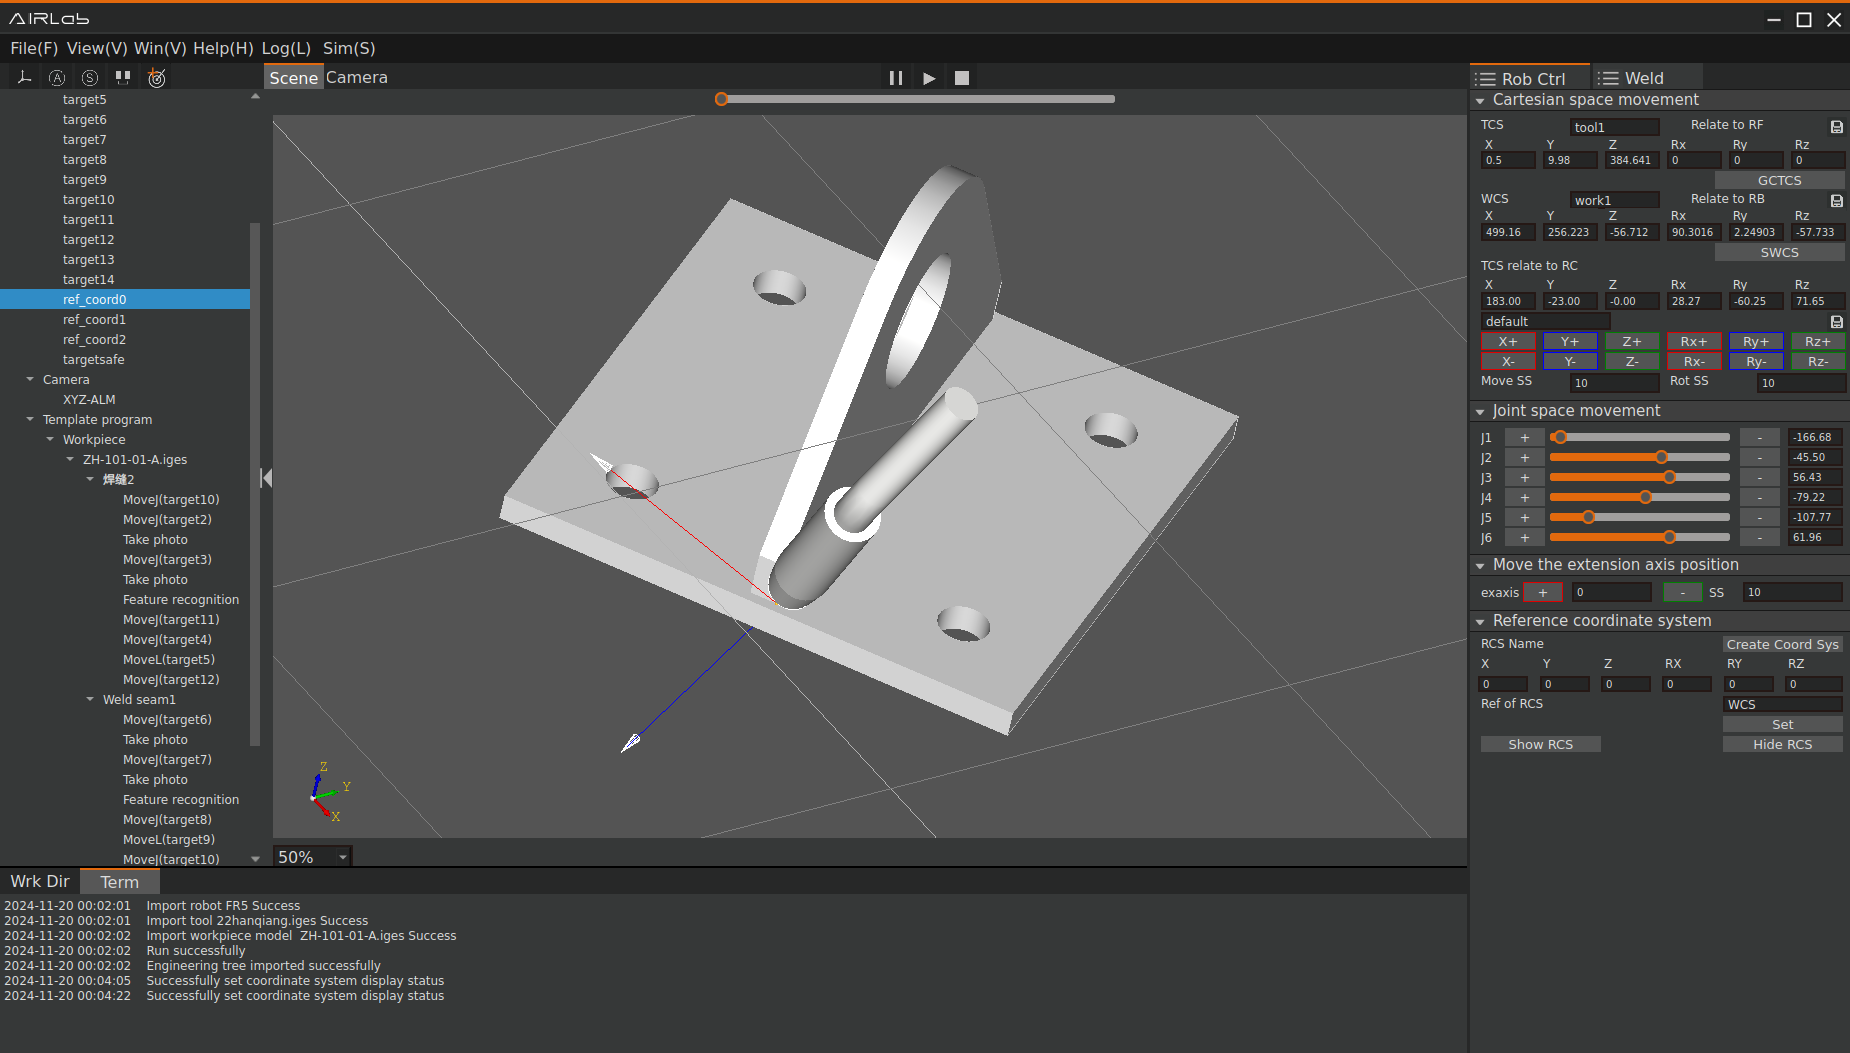 AIRLab
File(F) View(V) Win(V) Help(H) Log(L) Sim(S)
A S
Scene Camera
target5
target6
target7
target8
target9
target10
target11
target12
target13
target14
ref_coord0
ref_coord1
ref_coord2
targetsafe
Camera
XYZ-ALM
Template program
Workpiece
ZH-101-01-A.iges
焊缝2
MoveJ(target10)
MoveJ(target2)
Take photo
MoveJ(target3)
Take photo
Feature recognition
MoveJ(target11)
MoveJ(target4)
MoveL(target5)
MoveJ(target12)
Weld seam1
MoveJ(target6)
Take photo
MoveJ(target7)
Take photo
Feature recognition
MoveJ(target8)
MoveL(target9)
MoveJ(target10)
Z
Y
X
50%
Rob Ctrl Weld
Cartesian space movement
TCS tool1 Relate to RF
X Y Z Rx Ry Rz
0.5 9.98 384.641 0 0 0
GCTCS
WCS work1 Relate to RB
X Y Z Rx Ry Rz
499.16 256.223 -56.712 90.3016 2.24903 -57.733
SWCS
TCS relate to RC
X Y Z Rx Ry Rz
183.00 -23.00 -0.00 28.27 -60.25 71.65
default
X+ Y+ Z+ Rx+ Ry+ Rz+
X- Y- Z- Rx- Ry- Rz-
Move SS 10 Rot SS 10
Joint space movement
J1 + - -166.68
J2 + - -45.50
J3 + - 56.43
J4 + - -79.22
J5 + - -107.77
J6 + - 61.96
Move the extension axis position
exaxis + 0 - SS 10
Reference coordinate system
RCS Name Create Coord Sys
X Y Z RX RY RZ
0 0 0 0 0 0
Ref of RCS WCS
Set
Show RCS Hide RCS
Wrk Dir Term
2024-11-20 00:02:01 Import robot FR5 Success
2024-11-20 00:02:01 Import tool 22hanqiang.iges Success
2024-11-20 00:02:02 Import workpiece model ZH-101-01-A.iges Success
2024-11-20 00:02:02 Run successfully
2024-11-20 00:02:02 Engineering tree imported successfully
2024-11-20 00:04:05 Successfully set coordinate system display status
2024-11-20 00:04:22 Successfully set coordinate system display status